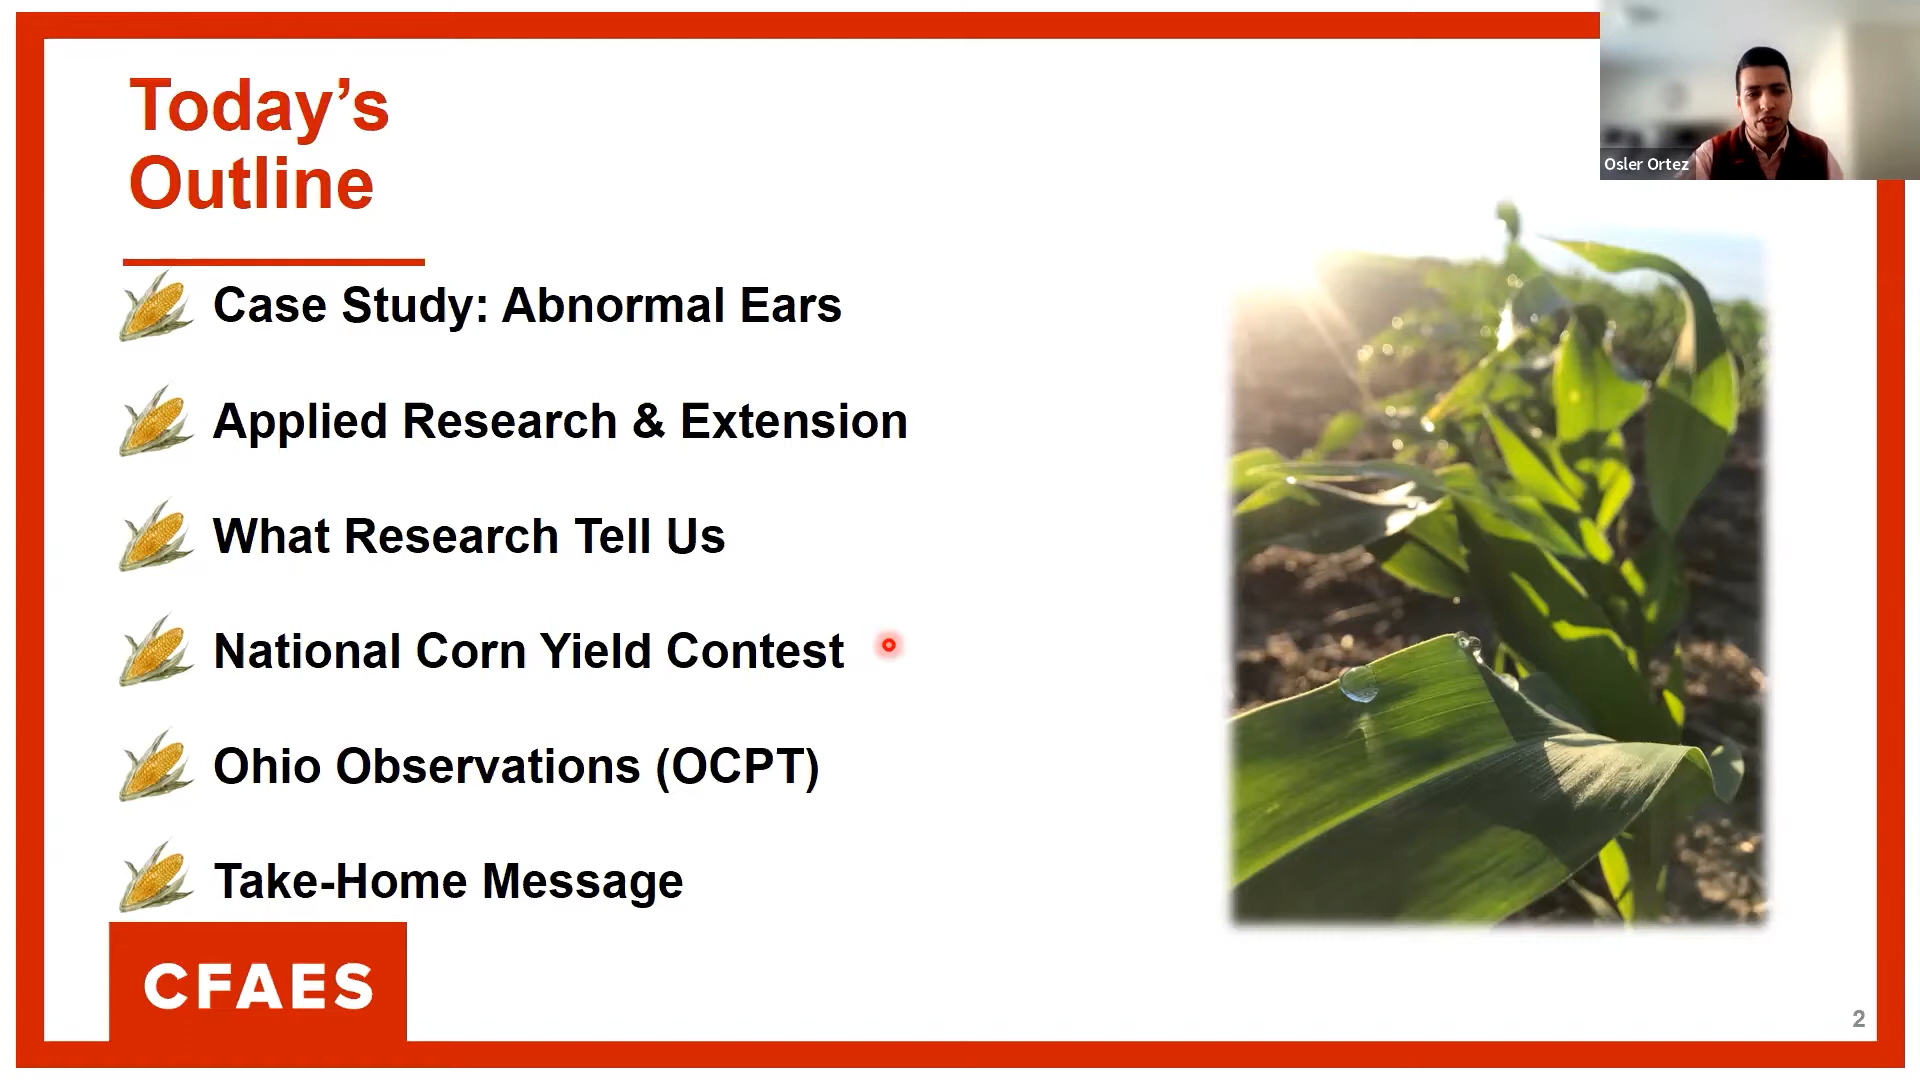 Today’s
Outline
Osler Ortez
Case Study: Abnormal Ears
Applied Research & Extension
What Research Tell Us
National Corn Yield Contest
Ohio Observations (OCPT)
Take-Home Message
CFAES
2